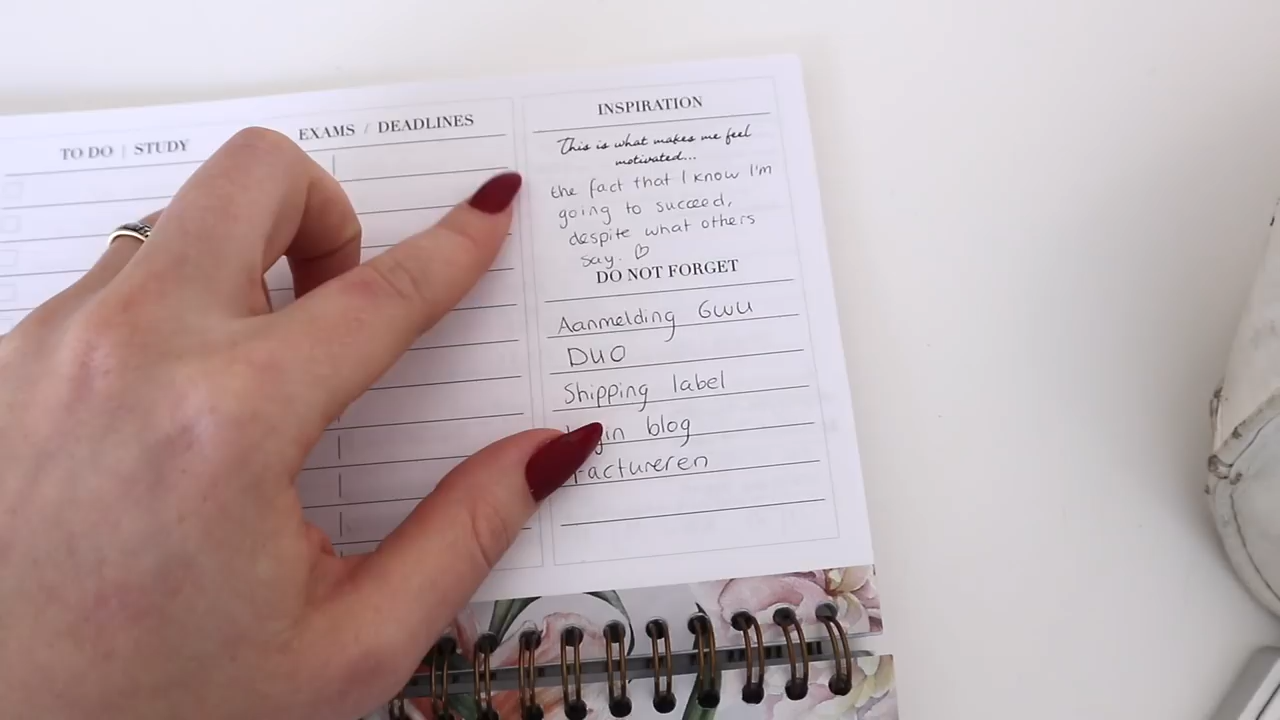 TO DO | STUDY
EXAMS / DEADLINES
INSPIRATION
This is what makes me feel
motivated...
the fact that I know I'm
going to succeed,
despite what others
say. ♡
DO NOT FORGET
Aanmelding GWU
DUO
Shipping label
blog
Factureren